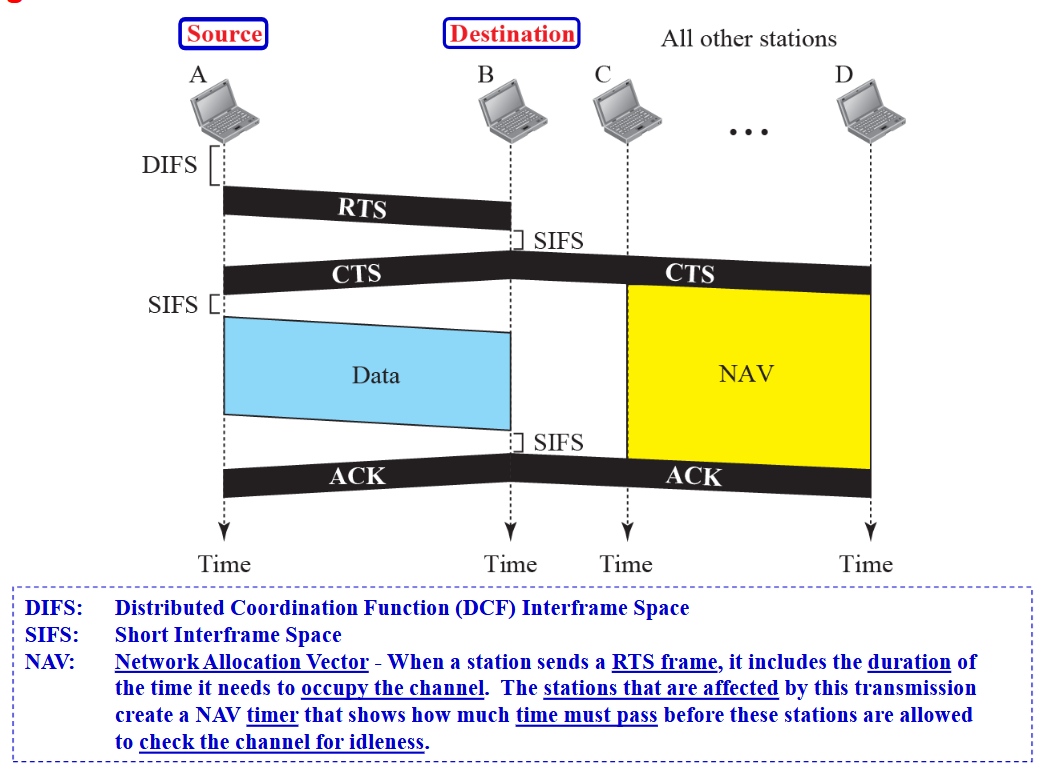 Source
Destination
All other stations
A
B
C
D
...
DIFS
RTS
SIFS
CTS
CTS
SIFS
Data
NAV
SIFS
ACK
ACK
Time
Time
Time
Time
DIFS: Distributed Coordination Function (DCF) Interframe Space
SIFS: Short Interframe Space
NAV: Network Allocation Vector - When a station sends a RTS frame, it includes the duration of
the time it needs to occupy the channel. The stations that are affected by this transmission
create a NAV timer that shows how much time must pass before these stations are allowed
to check the channel for idleness.